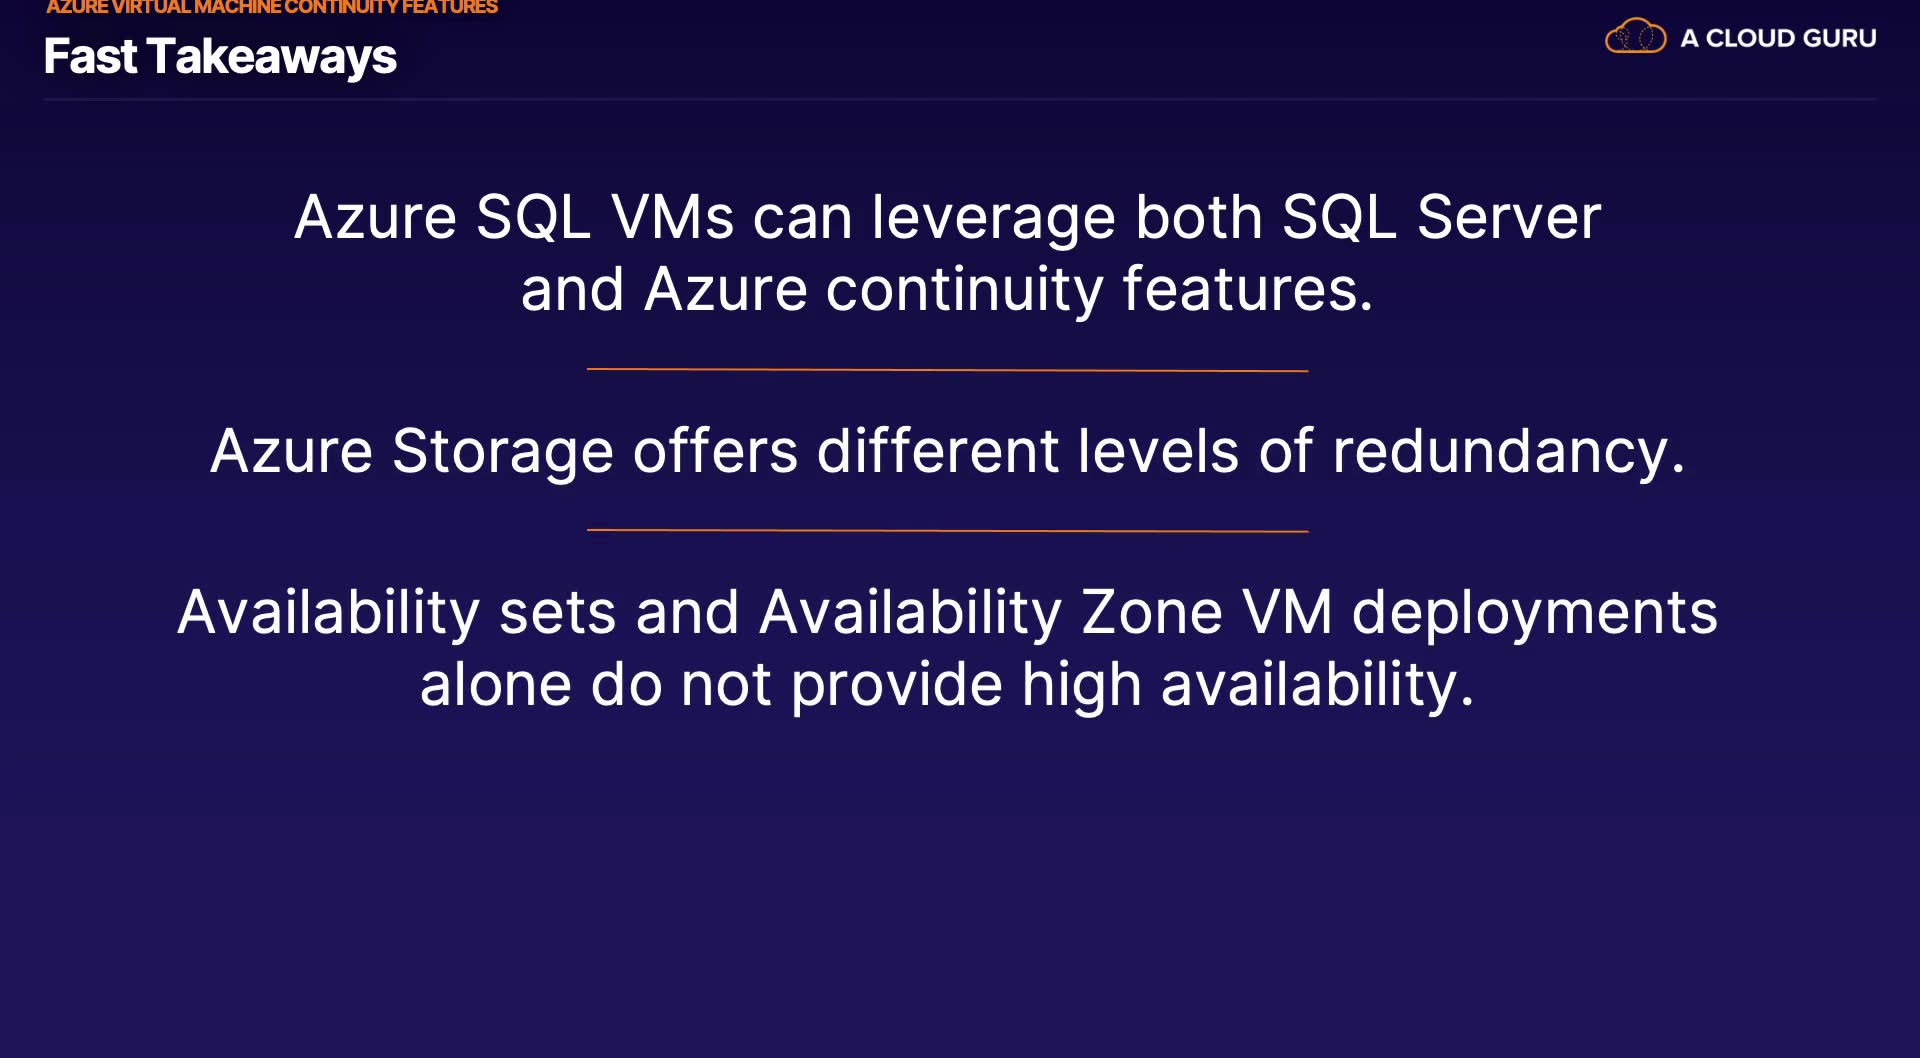 AZURE VIRTUAL MACHINE CONTINUITY FEATURES
Fast Takeaways
A CLOUD GURU
Azure SQL VMs can leverage both SQL Server
and Azure continuity features.
Azure Storage offers different levels of redundancy.
Availability sets and Availability Zone VM deployments
alone do not provide high availability.